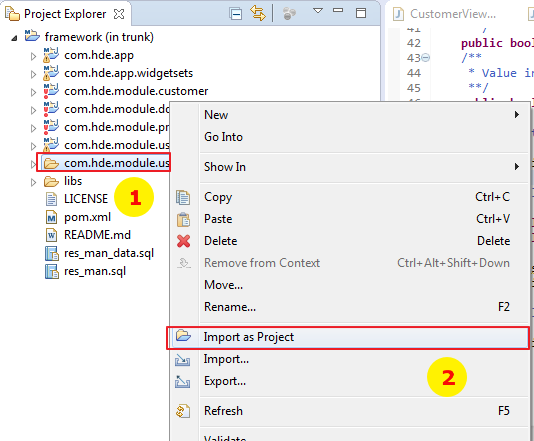 Project Explorer
CustomerView...
framework (in trunk)
com.hde.app
com.hde.app.widgetsets
com.hde.module.customer
com.hde.module.do
com.hde.module.pr
com.hde.module.us
com.hde.module.us
libs
LICENSE
pom.xml
README.md
res_man_data.sql
res_man.sql
1
New
Go Into
Show In
Copy Ctrl+C
Paste Ctrl+V
Delete Delete
Remove from Context Ctrl+Alt+Shift+Down
Move...
Rename... F2
Import as Project
Import...
Export...
2
Refresh F5
Validate
41 */
42 public bool
43 /**
44 * Value in
45 **/
46